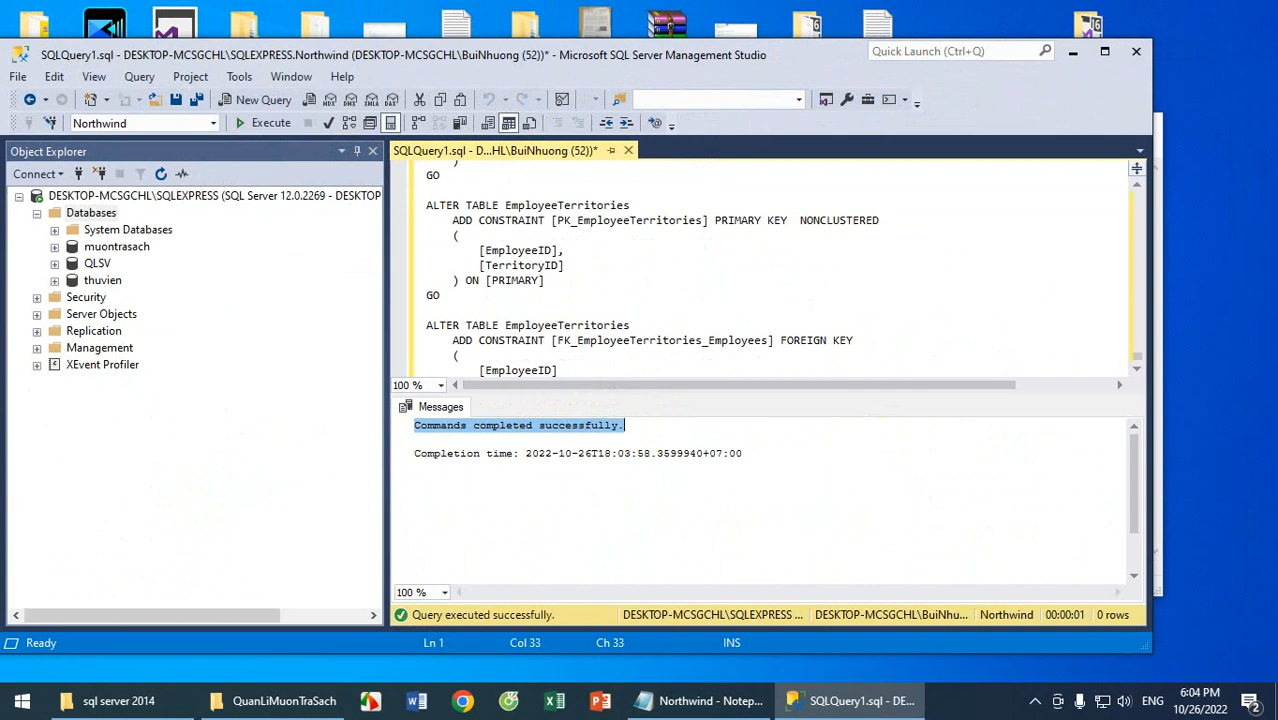 SQLQuery1.sql - DESKTOP-MCSGCHL\SQLEXPRESS.Northwind (DESKTOP-MCSGCHL\BuiNhuong (52))* - Microsoft SQL Server Management Studio
Quick Launch (Ctrl+Q)
File Edit View Query Project Tools Window Help
New Query
MDX DMX XMLA DAX
Northwind
Execute
Object Explorer
SQLQuery1.sql - D...HL\BuiNhuong (52))*
Connect
DESKTOP-MCSGCHL\SQLEXPRESS (SQL Server 12.0.2269 - DESKTOP
Databases
System Databases
muontrasach
QLSV
thuvien
Security
Server Objects
Replication
Management
XEvent Profiler
)
GO
ALTER TABLE EmployeeTerritories
ADD CONSTRAINT [PK_EmployeeTerritories] PRIMARY KEY NONCLUSTERED
(
[EmployeeID],
[TerritoryID]
) ON [PRIMARY]
GO
ALTER TABLE EmployeeTerritories
ADD CONSTRAINT [FK_EmployeeTerritories_Employees] FOREIGN KEY
(
[EmployeeID]
100 %
Messages
Commands completed successfully.
Completion time: 2022-10-26T18:03:58.3599940+07:00
100 %
Query executed successfully. DESKTOP-MCSGCHL\SQLEXPRESS ... DESKTOP-MCSGCHL\BuiNhu... Northwind 00:00:01 0 rows
Ready Ln 1 Col 33 Ch 33 INS
sql server 2014
QuanLiMuonTraSach
Northwind - Notep...
SQLQuery1.sql - DE...
ENG
6:04 PM
10/26/2022
2